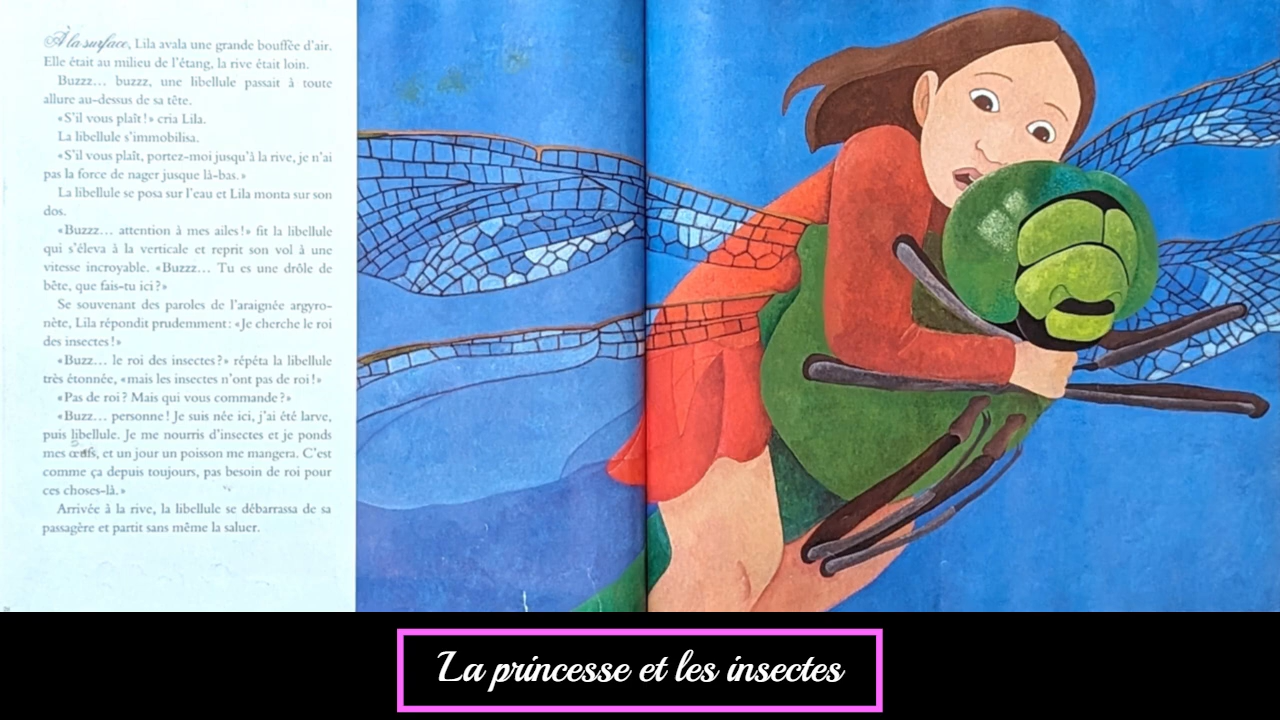 À la surface, Lila avala une grande bouffée d'air.
Elle était au milieu de l'étang, la rive était loin.
Buzzz... buzzz, une libellule passait à toute
allure au-dessus de sa tête.
«S'il vous plaît!» cria Lila.
La libellule s'immobilisa.
«S'il vous plaît, portez-moi jusqu'à la rive, je n'ai
pas la force de nager jusque là-bas.»
La libellule se posa sur l'eau et Lila monta sur son
dos.
«Buzzz... attention à mes ailes!» fit la libellule
qui s'éleva à la verticale et reprit son vol à une
vitesse incroyable. «Buzzz... Tu es une drôle de
bête, que fais-tu ici?»
Se souvenant des paroles de l'araignée argyro-
nète, Lila répondit prudemment: «Je cherche le roi
des insectes!»
«Buzz... le roi des insectes?» répéta la libellule
très étonnée, «mais les insectes n'ont pas de roi!»
«Pas de roi? Mais qui vous commande?»
«Buzz... personne! Je suis née ici, j'ai été larve,
puis libellule. Je me nourris d'insectes et je ponds
mes œufs, et un jour un poisson me mangera. C'est
comme ça depuis toujours, pas besoin de roi pour
ces choses-là.»
Arrivée à la rive, la libellule se débarrassa de sa
passagère et partit sans même la saluer.
La princesse et les insectes